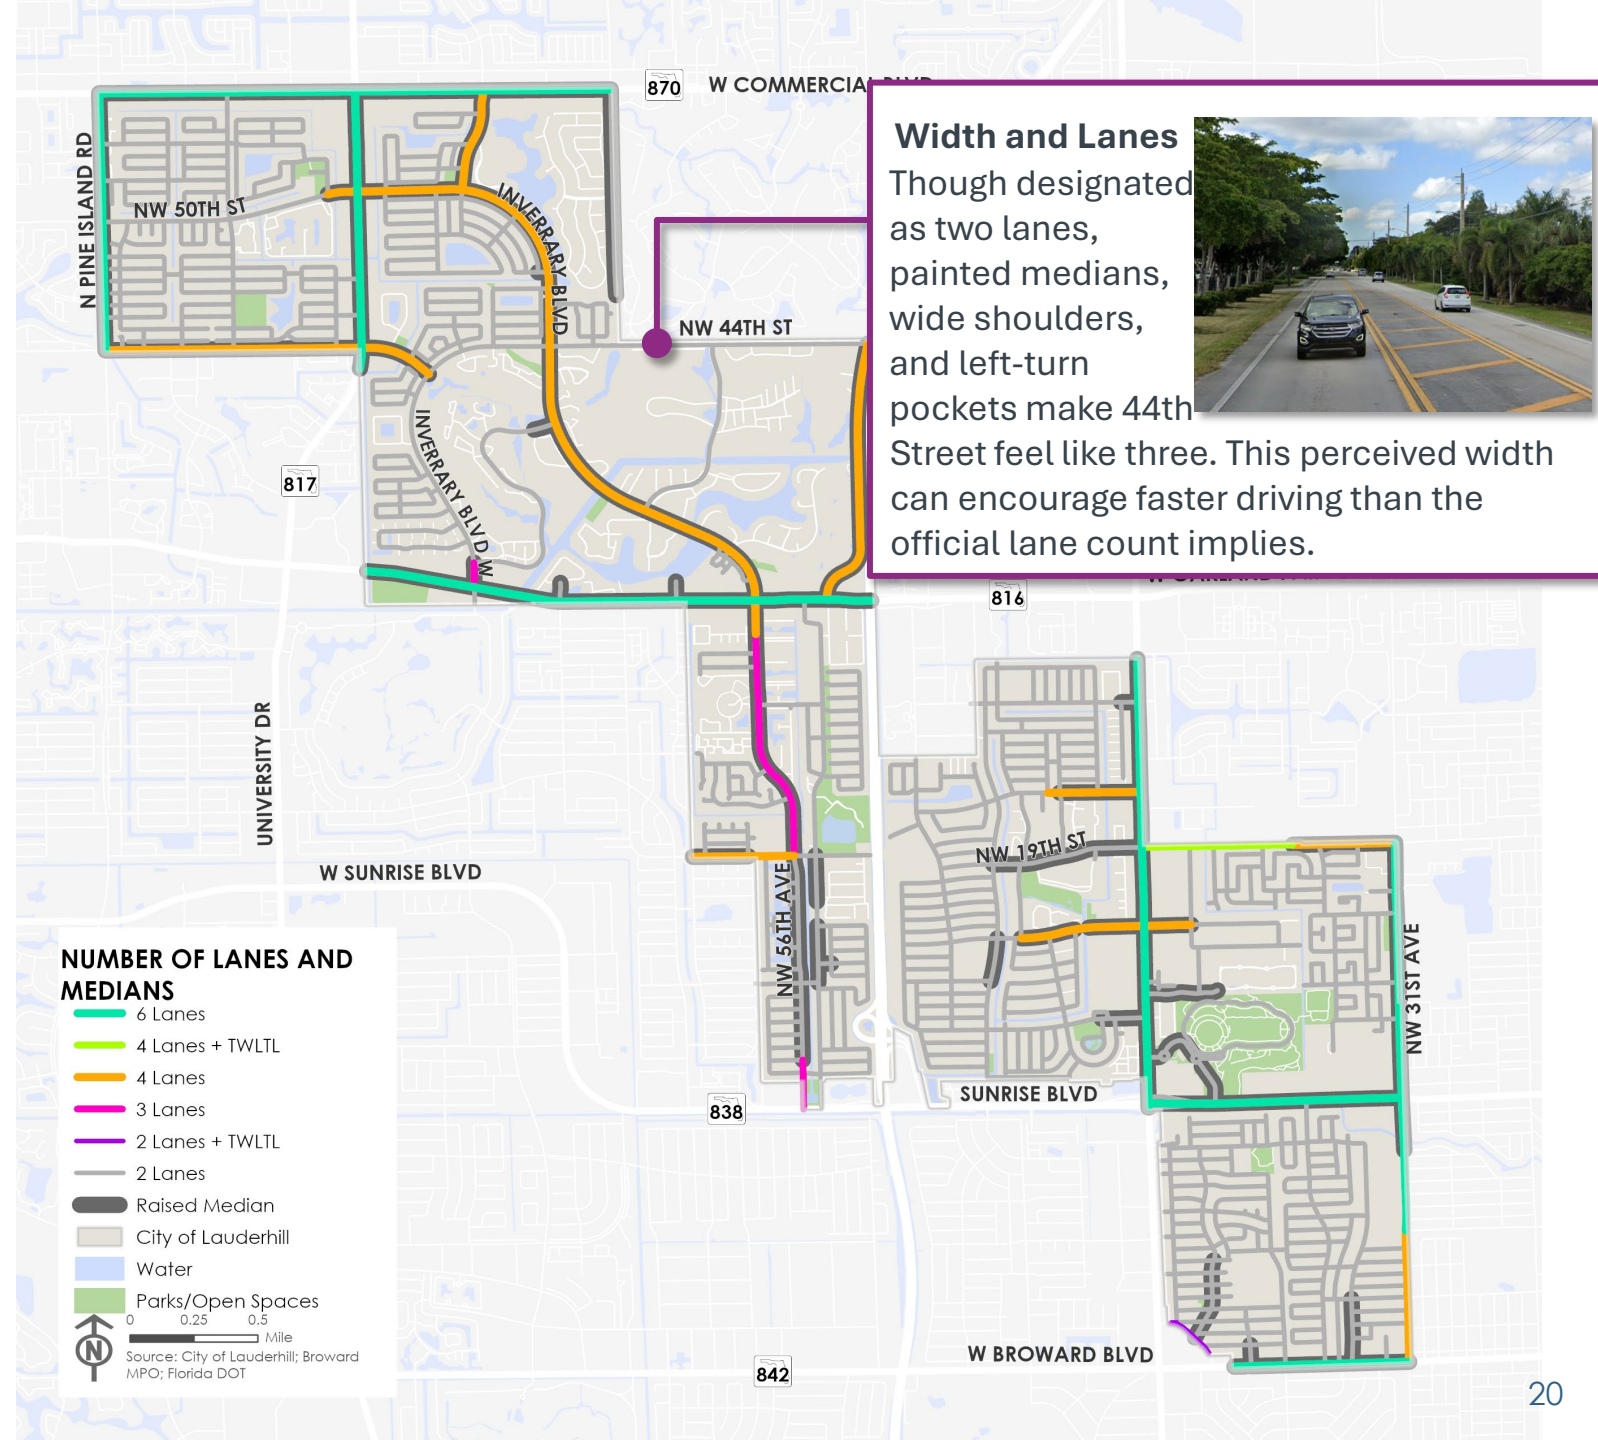 870
W COMMERCIAL BLVD
Width and Lanes
Though designated
as two lanes,
painted medians,
wide shoulders,
and left-turn
pockets make 44th
Street feel like three. This perceived width
can encourage faster driving than the
official lane count implies.
N PINE ISLAND RD
NW 50TH ST
INVERRARY BLVD
NW 44TH ST
INVERRARY BLVD W
817
816
UNIVERSITY DR
W SUNRISE BLVD
NW 19TH ST
NW 56TH AVE
NW 31ST AVE
838
SUNRISE BLVD
W BROWARD BLVD
842
NUMBER OF LANES AND
MEDIANS
6 Lanes
4 Lanes + TWLTL
4 Lanes
3 Lanes
2 Lanes + TWLTL
2 Lanes
Raised Median
City of Lauderhill
Water
Parks/Open Spaces
0 0.25 0.5
Mile
N
Source: City of Lauderhill; Broward
MPO; Florida DOT
20